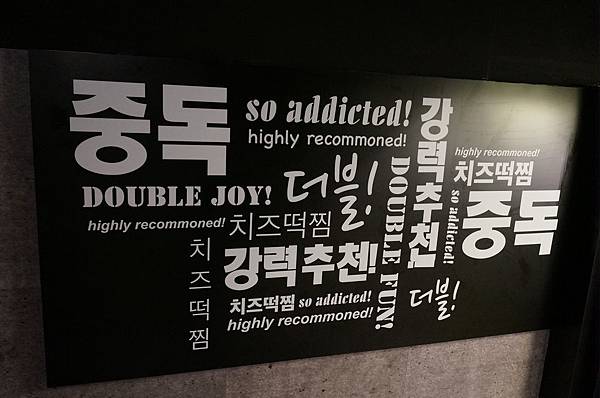 중독
so addicted!
highly recommoned!
DOUBLE JOY!
더블!
highly recommoned!
치즈떡찜
치즈떡찜
강력추천!
치즈떡찜 so addicted!
highly recommoned!
DOUBLE FUN!
강력추천!
highly recommoned!
치즈떡찜
so addicted!
중독
더블!